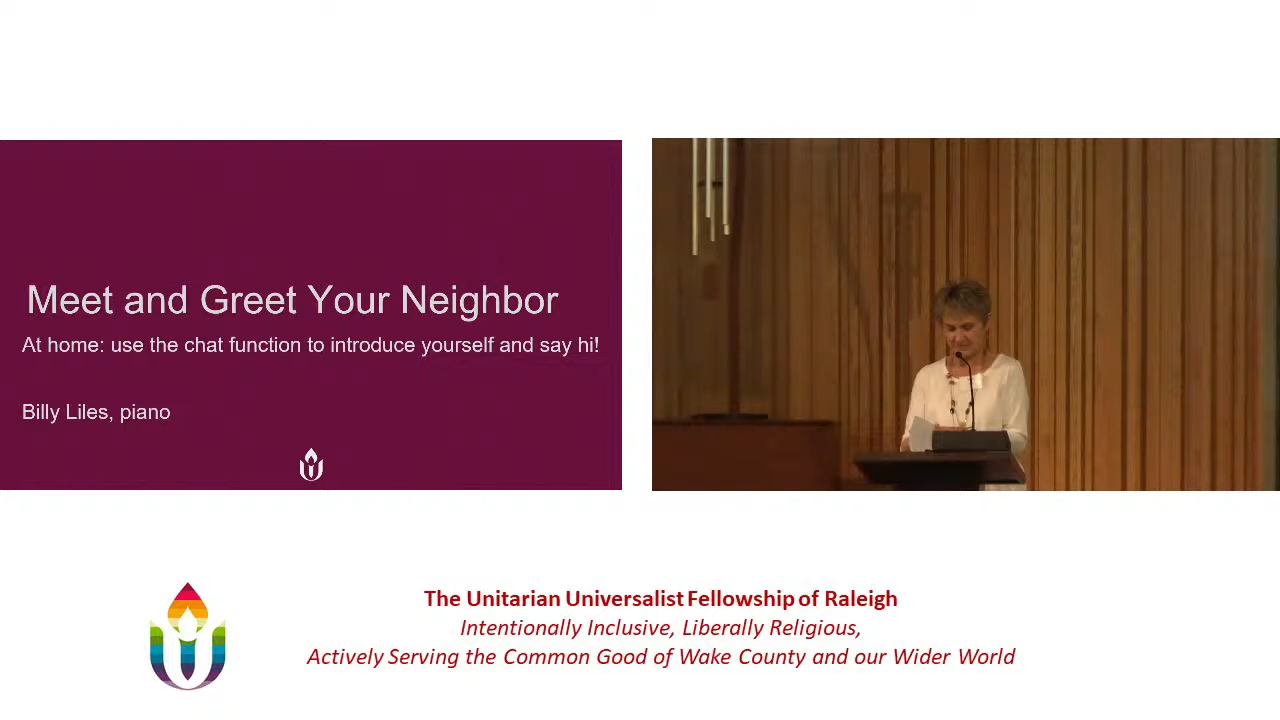 Meet and Greet Your Neighbor
At home: use the chat function to introduce yourself and say hi!
Billy Liles, piano
The Unitarian Universalist Fellowship of Raleigh
Intentionally Inclusive, Liberally Religious,
Actively Serving the Common Good of Wake County and our Wider World